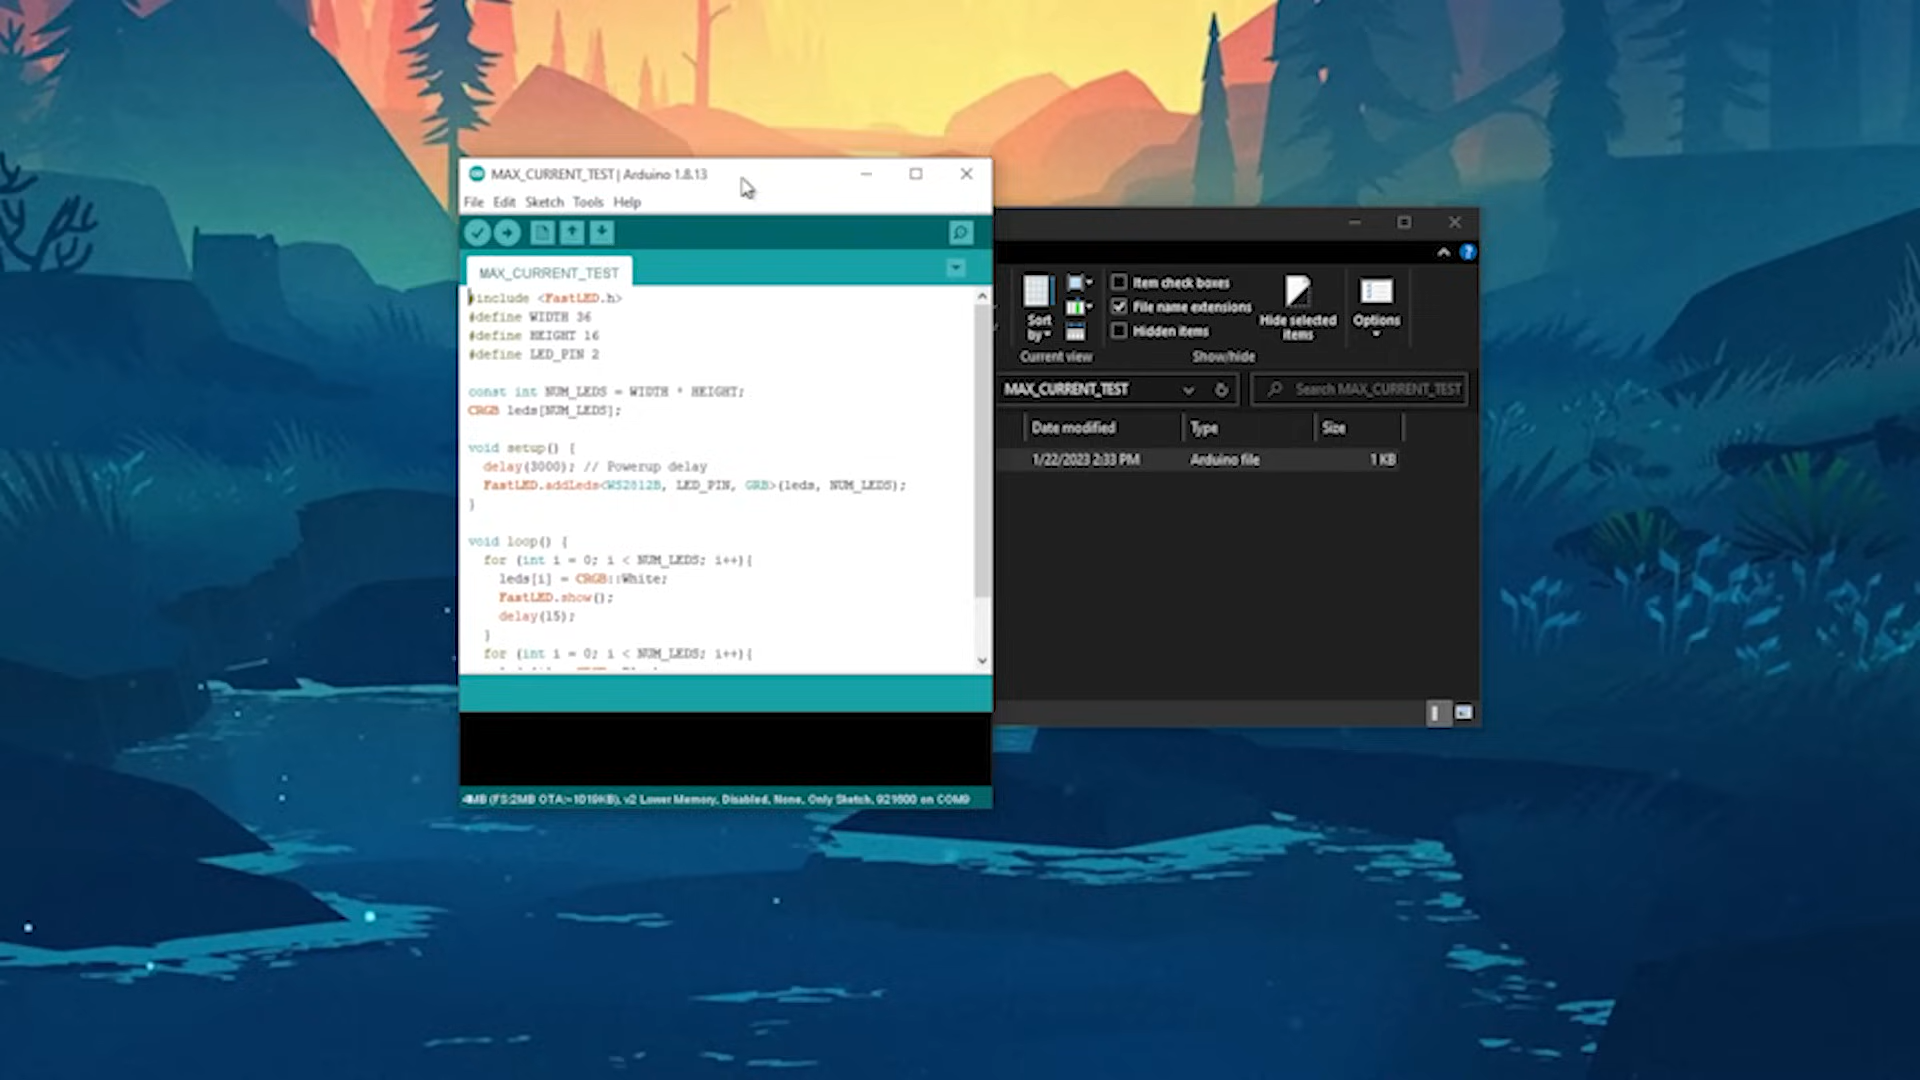 MAX_CURRENT_TEST | Arduino 1.8.13
File Edit Sketch Tools Help
MAX_CURRENT_TEST
#include <FastLED.h>
#define WIDTH 36
#define HEIGHT 16
#define LED_PIN 2
const int NUM_LEDS = WIDTH * HEIGHT;
CRGB leds[NUM_LEDS];
void setup() {
delay(3000); // Powerup delay
FastLED.addLeds<WS2812B, LED_PIN, GRB>(leds, NUM_LEDS);
}
void loop() {
for (int i = 0; i < NUM_LEDS; i++){
leds[i] = CRGB::White;
FastLED.show();
delay(15);
}
for (int i = 0; i < NUM_LEDS; i++){
4MB (FS:2MB OTA:~1019KB), v2 Lower Memory, Disabled, None, Only Sketch, 921600 on COM9
Sort by
Item check boxes
File name extensions
Hidden items
Hide selected items
Options
Current view
Show/hide
MAX_CURRENT_TEST
Search MAX_CURRENT_TEST
Date modified Type Size
1/22/2023 2:33 PM Arduino file 1 KB